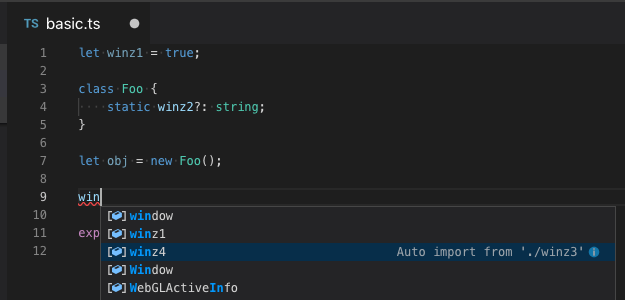 TS basic.ts
1 let winz1 = true;
2
3 class Foo {
4 static winz2?: string;
5 }
6
7 let obj = new Foo();
8
9 win
10 window
winz1
11 exp
winz4 Auto import from './winz3'
12
Window
WebGLActiveInfo